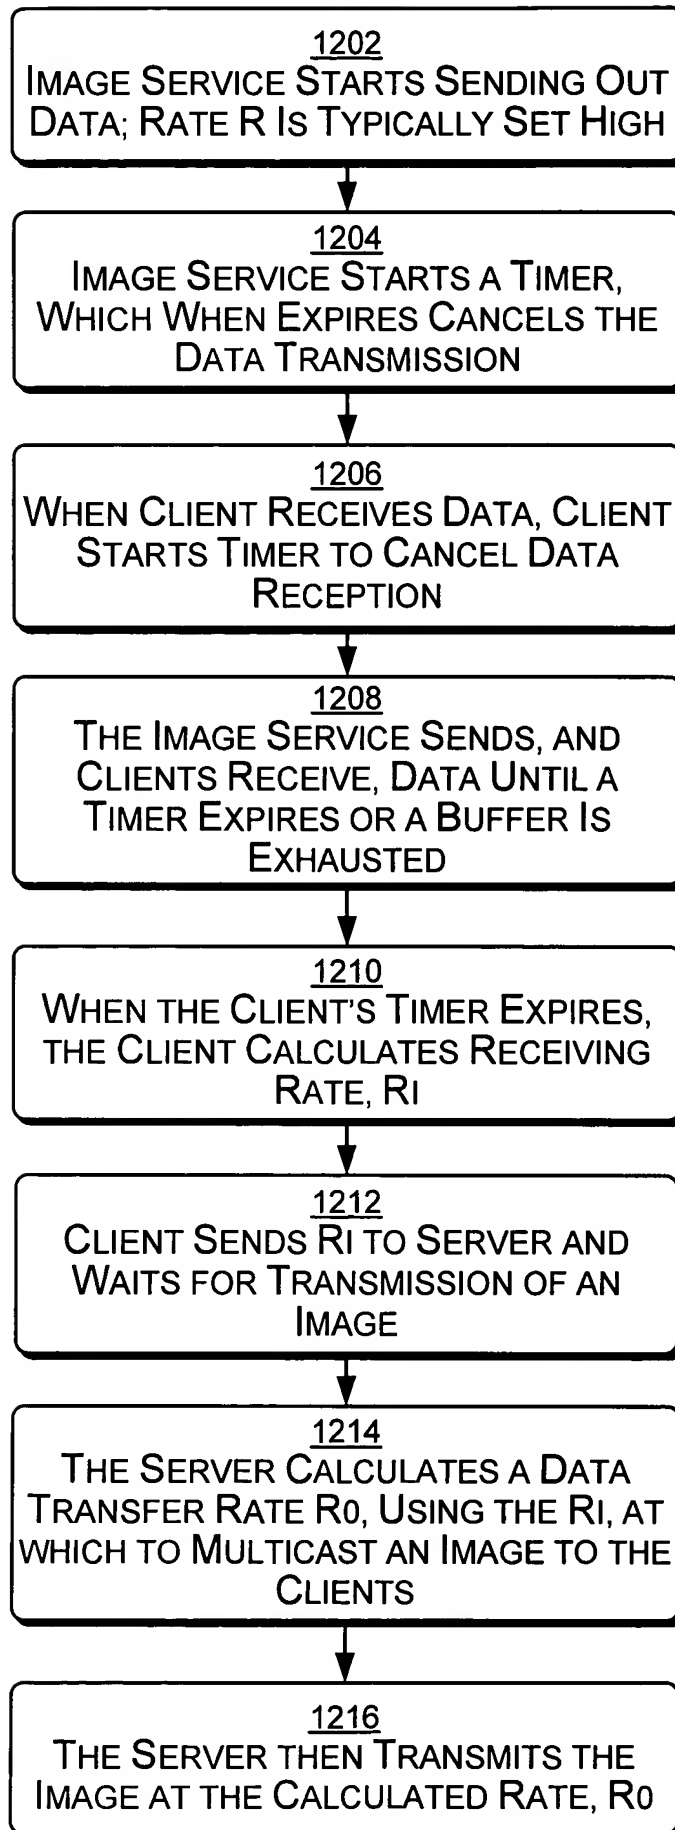 1202
IMAGE SERVICE STARTS SENDING OUT
DATA; RATE R IS TYPICALLY SET HIGH
1204
IMAGE SERVICE STARTS A TIMER,
WHICH WHEN EXPIRES CANCELS THE
DATA TRANSMISSION
1206
WHEN CLIENT RECEIVES DATA, CLIENT
STARTS TIMER TO CANCEL DATA
RECEPTION
1208
THE IMAGE SERVICE SENDS, AND
CLIENTS RECEIVE, DATA UNTIL A
TIMER EXPIRES OR A BUFFER IS
EXHAUSTED
1210
WHEN THE CLIENT'S TIMER EXPIRES,
THE CLIENT CALCULATES RECEIVING
RATE, RI
1212
CLIENT SENDS RI TO SERVER AND
WAITS FOR TRANSMISSION OF AN
IMAGE
1214
THE SERVER CALCULATES A DATA
TRANSFER RATE R0, USING THE RI, AT
WHICH TO MULTICAST AN IMAGE TO THE
CLIENTS
1216
THE SERVER THEN TRANSMITS THE
IMAGE AT THE CALCULATED RATE, R0